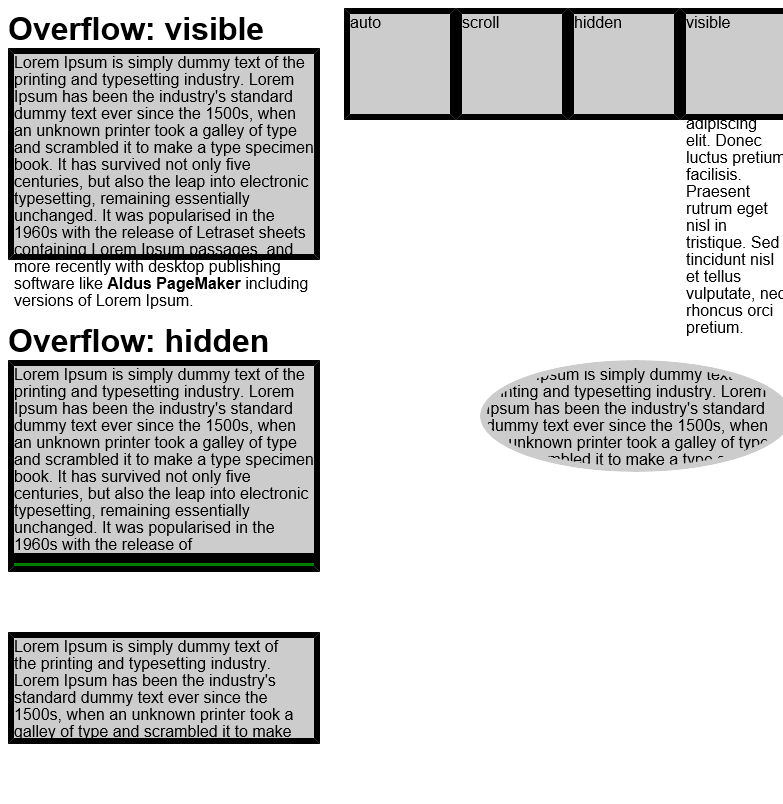 Overflow: visible
Lorem Ipsum is simply dummy text of the
printing and typesetting industry. Lorem
Ipsum has been the industry's standard
dummy text ever since the 1500s, when
an unknown printer took a galley of type
and scrambled it to make a type specimen
book. It has survived not only five
centuries, but also the leap into electronic
typesetting, remaining essentially
unchanged. It was popularised in the
1960s with the release of Letraset sheets
containing Lorem Ipsum passages, and
more recently with desktop publishing
software like Aldus PageMaker including
versions of Lorem Ipsum.
Overflow: hidden
Lorem Ipsum is simply dummy text of the
printing and typesetting industry. Lorem
Ipsum has been the industry's standard
dummy text ever since the 1500s, when
an unknown printer took a galley of type
and scrambled it to make a type specimen
book. It has survived not only five
centuries, but also the leap into electronic
typesetting, remaining essentially
unchanged. It was popularised in the
1960s with the release of
Lorem Ipsum is simply dummy text of
the printing and typesetting industry.
Lorem Ipsum has been the industry's
standard dummy text ever since the
1500s, when an unknown printer took a
galley of type and scrambled it to make
auto
scroll
hidden
visible
adipiscing
elit. Donec
luctus pretium
facilisis.
Praesent
rutrum eget
nisl in
tristique. Sed
tincidunt nisl
et tellus
vulputate, nec
rhoncus orci
pretium.
is simply dummy
and typesetting industry. Lorem
Ipsum has been the industry's standard
dummy text ever since the 1500s, when
unknown printer took a galley of type
it to make a